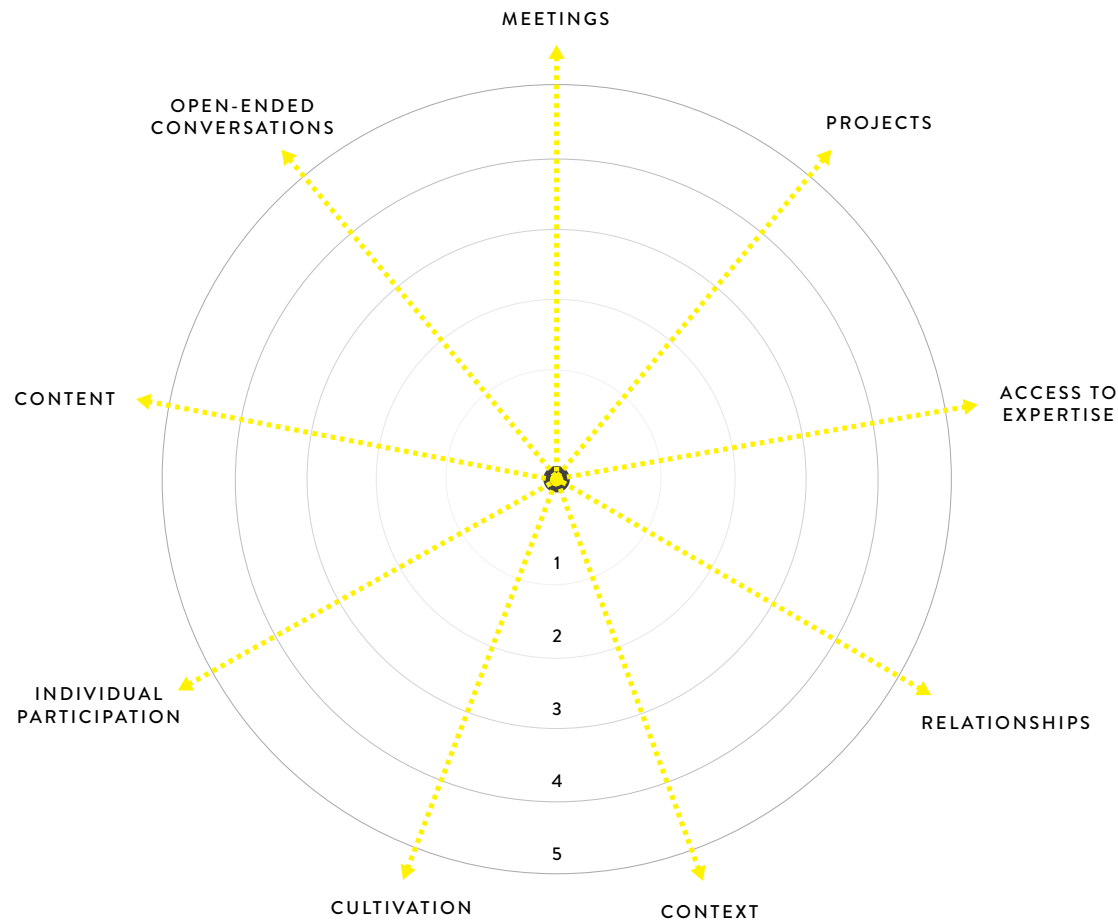 MEETINGS
OPEN-ENDED
CONVERSATIONS
PROJECTS
CONTENT
ACCESS TO
EXPERTISE
1
2
3
4
5
INDIVIDUAL
PARTICIPATION
RELATIONSHIPS
CULTIVATION
CONTEXT